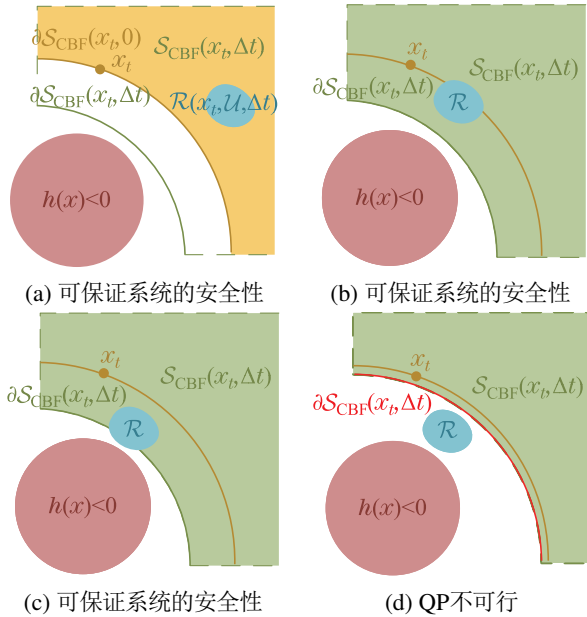 ∂S_CBF(x_t,0)
S_CBF(x_t,Δt)
x_t
∂S_CBF(x_t,Δt)
R(x_t,U,Δt)
h(x)<0
(a) 可保证系统的安全性
x_t
S_CBF(x_t,Δt)
∂S_CBF(x_t,Δt)
R
h(x)<0
(b) 可保证系统的安全性
x_t
S_CBF(x_t,Δt)
∂S_CBF(x_t,Δt)
R
h(x)<0
(c) 可保证系统的安全性
x_t
S_CBF(x_t,Δt)
∂S_CBF(x_t,Δt)
R
h(x)<0
(d) QP不可行